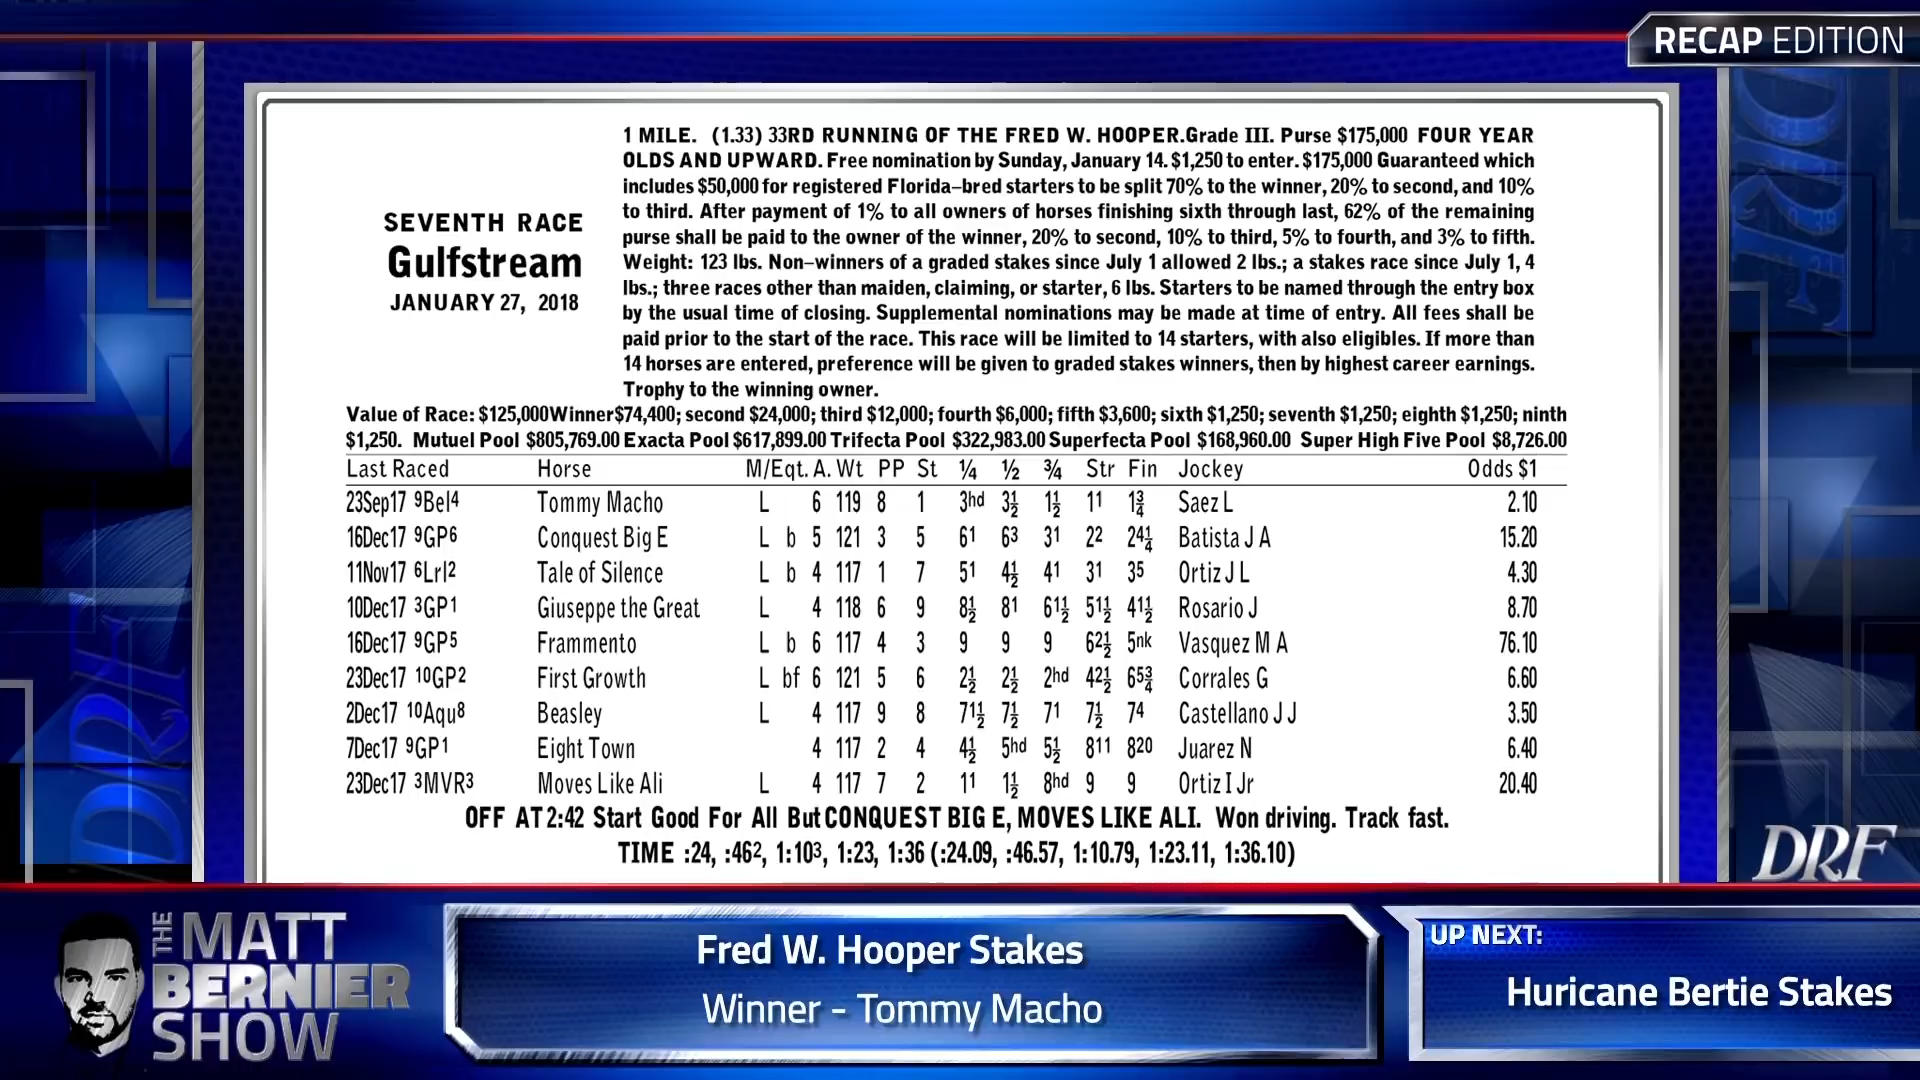 RECAP EDITION
1 MILE. (1.33) 33RD RUNNING OF THE FRED W. HOOPER.Grade III. Purse $175,000 FOUR YEAR
OLDS AND UPWARD. Free nomination by Sunday, January 14. $1,250 to enter. $175,000 Guaranteed which
includes $50,000 for registered Florida-bred starters to be split 70% to the winner, 20% to second, and 10%
to third. After payment of 1% to all owners of horses finishing sixth through last, 62% of the remaining
purse shall be paid to the owner of the winner, 20% to second, 10% to third, 5% to fourth, and 3% to fifth.
Weight: 123 lbs. Non-winners of a graded stakes since July 1 allowed 2 lbs.; a stakes race since July 1, 4
lbs.; three races other than maiden, claiming, or starter, 6 lbs. Starters to be named through the entry box
by the usual time of closing. Supplemental nominations may be made at time of entry. All fees shall be
paid prior to the start of the race. This race will be limited to 14 starters, with also eligibles. If more than
14 horses are entered, preference will be given to graded stakes winners, then by highest career earnings.
Trophy to the winning owner.
SEVENTH RACE
Gulfstream
JANUARY 27, 2018
Value of Race: $125,000Winner$74,400; second $24,000; third $12,000; fourth $6,000; fifth $3,600; sixth $1,250; seventh $1,250; eighth $1,250; ninth
$1,250. Mutuel Pool $805,769.00 Exacta Pool $617,899.00 Trifecta Pool $322,983.00 Superfecta Pool $168,960.00 Super High Five Pool $8,726.00
Last Raced Horse M/Eqt. A. Wt PP St ¼ ½ ¾ Str Fin Jockey Odds $1
23Sep17 9Bel4 Tommy Macho L 6 119 8 1 3hd 3½ 1½ 11 1¾ Saez L 2.10
16Dec17 9GP6 Conquest Big E L b 5 121 3 5 61 63 31 22 24¼ Batista J A 15.20
11Nov17 6Lrl2 Tale of Silence L b 4 117 1 7 51 4½ 41 31 35 Ortiz J L 4.30
10Dec17 3GP1 Giuseppe the Great L 4 118 6 9 8½ 81 61½ 51½ 41½ Rosario J 8.70
16Dec17 9GP5 Frammento L b 6 117 4 3 9 9 9 62½ 5nk Vasquez M A 76.10
23Dec17 10GP2 First Growth L bf 6 121 5 6 2½ 2½ 2hd 42½ 65¾ Corrales G 6.60
2Dec17 10Aqu8 Beasley L 4 117 9 8 71½ 7½ 71 7½ 74 Castellano J J 3.50
7Dec17 9GP1 Eight Town 4 117 2 4 4½ 5hd 5½ 811 820 Juarez N 6.40
23Dec17 3MVR3 Moves Like Ali L 4 117 7 2 11 1½ 8hd 9 9 Ortiz I Jr 20.40
OFF AT 2:42 Start Good For All But CONQUEST BIG E, MOVES LIKE ALI. Won driving. Track fast.
TIME :24, :462, 1:103, 1:23, 1:36 (:24.09, :46.57, 1:10.79, 1:23.11, 1:36.10)
DRF
THE MATT BERNIER SHOW
Fred W. Hooper Stakes
Winner - Tommy Macho
UP NEXT:
Huricane Bertie Stakes